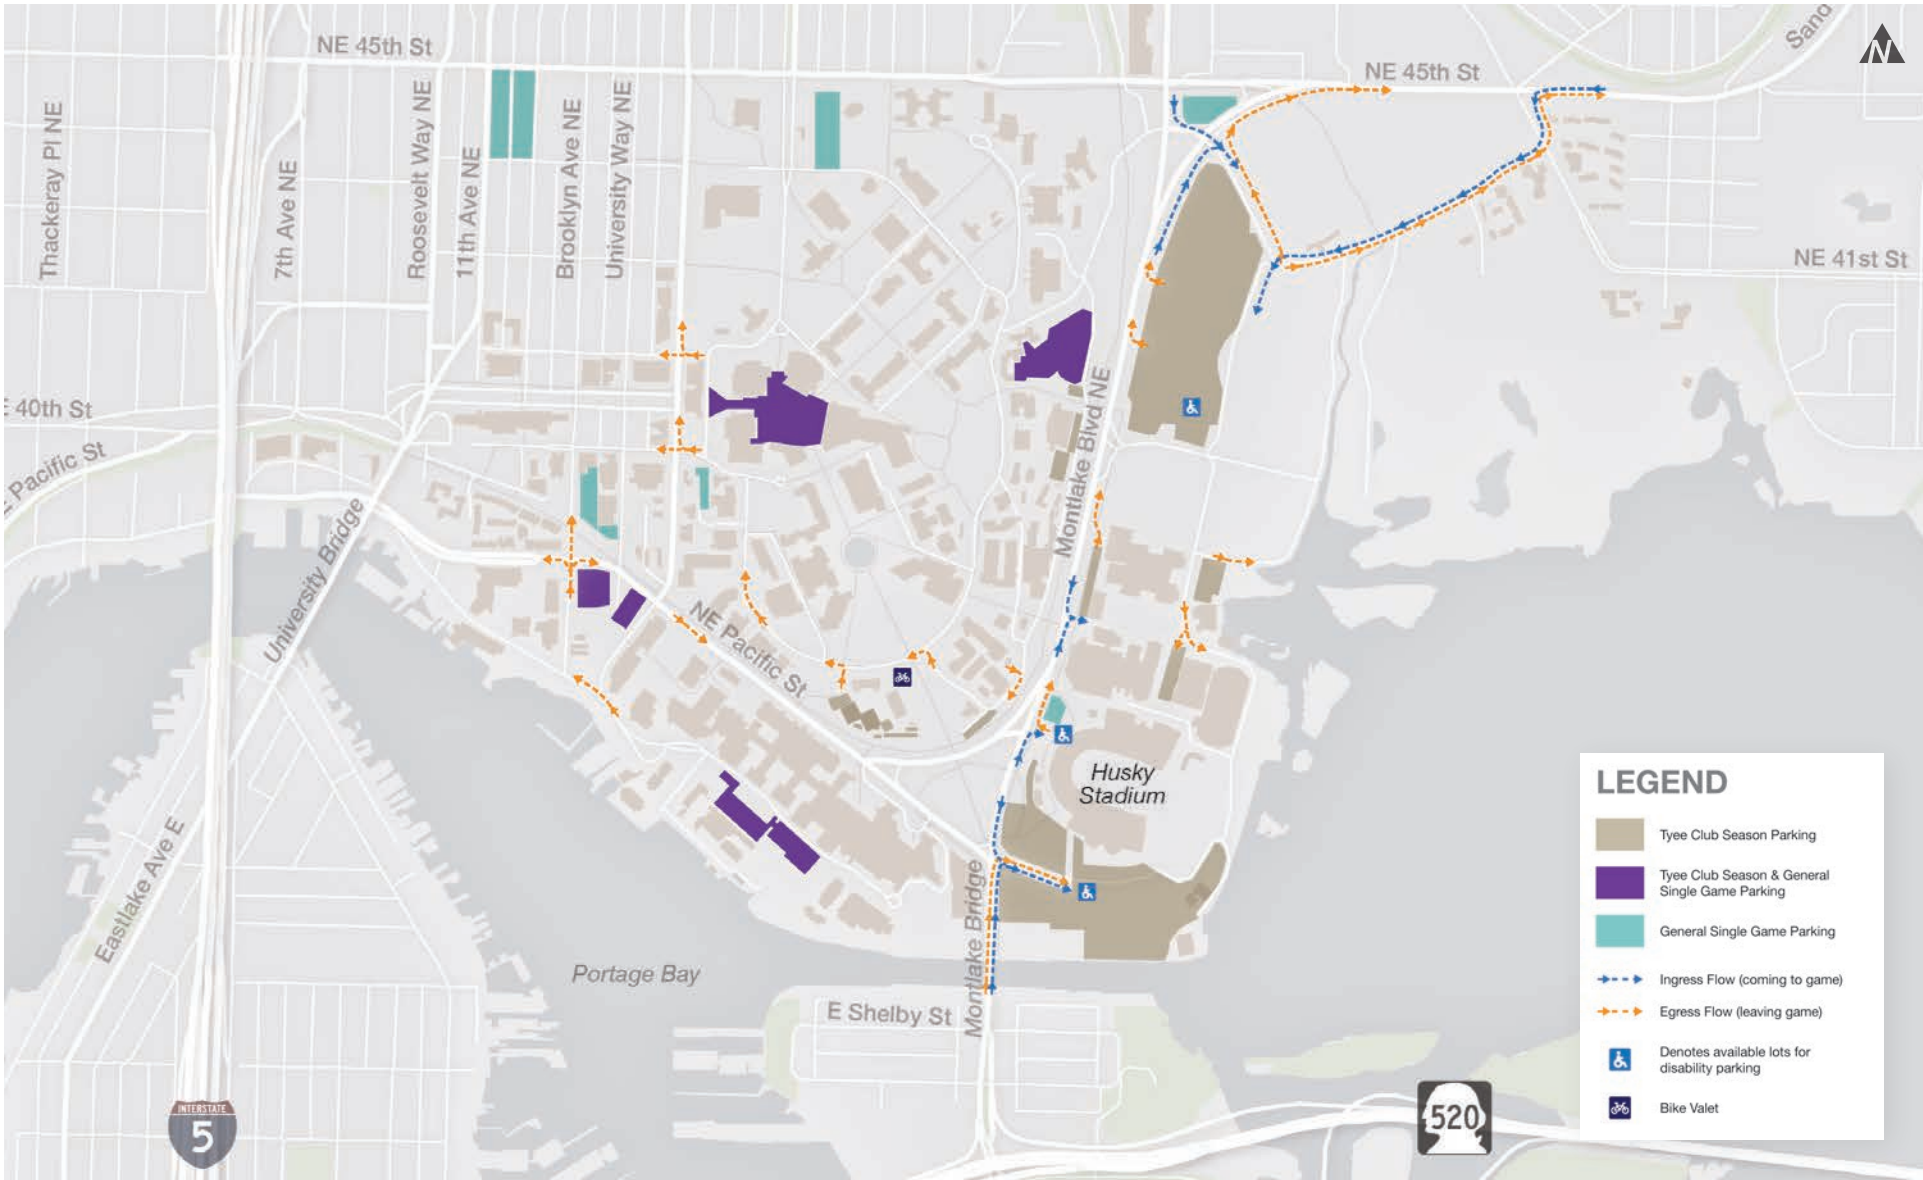 NE 45th St
NE 45th St
Sand
N
Thackeray Pl NE
7th Ave NE
Roosevelt Way NE
11th Ave NE
Brooklyn Ave NE
University Way NE
NE 41st St
40th St
Pacific St
University Bridge
Montlake Blvd NE
NE Pacific St
Husky
Stadium
Eastlake Ave E
Montlake Bridge
Portage Bay
E Shelby St
INTERSTATE
5
520
LEGEND
Tyee Club Season Parking
Tyee Club Season & General
Single Game Parking
General Single Game Parking
Ingress Flow (coming to game)
Egress Flow (leaving game)
Denotes available lots for
disability parking
Bike Valet